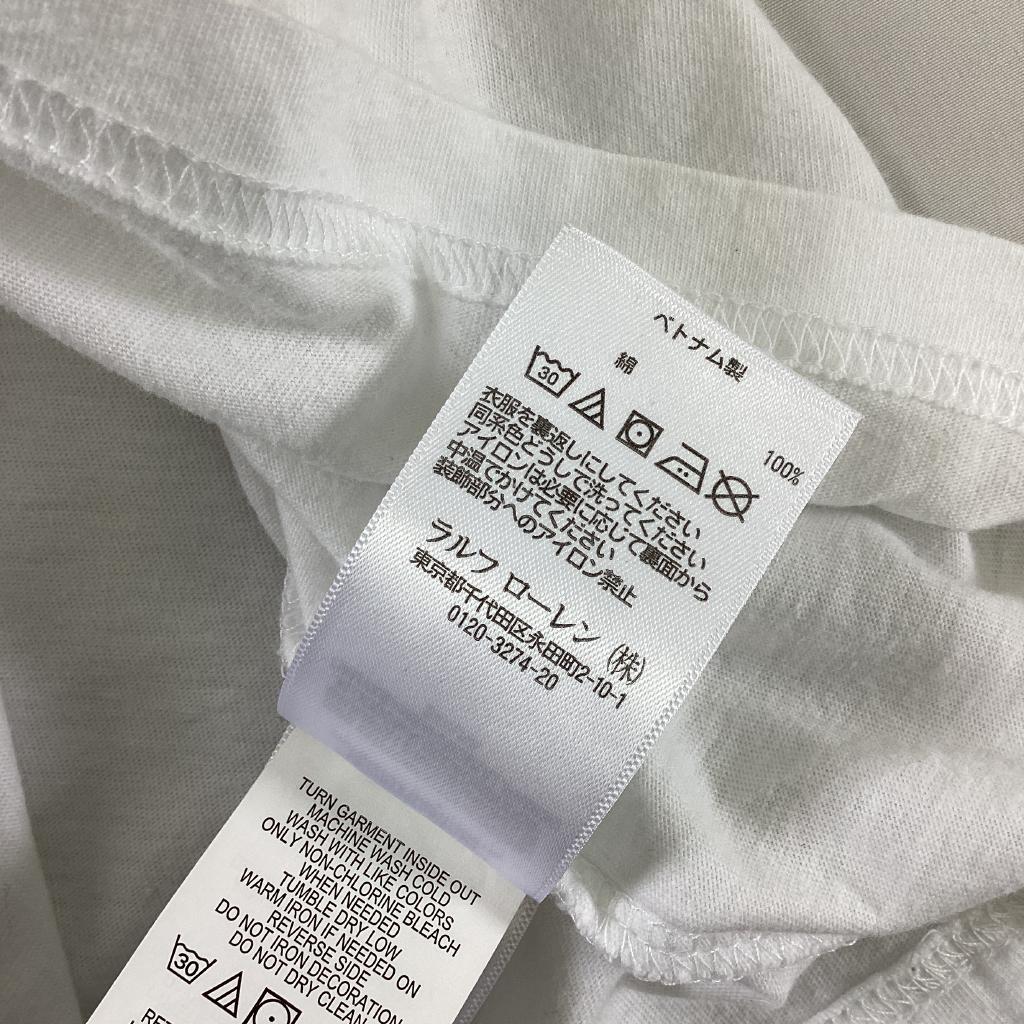 ベトナム製
綿 100%
30
衣服を裏返しにしてください
同系色どうしで洗ってください
アイロンは必要に応じて裏面から
中温でかけてください
装飾部分へのアイロン禁止
ラルフ ローレン (株)
東京都千代田区永田町2-10-1
0120-3274-20
TURN GARMENT INSIDE OUT
MACHINE WASH COLD
WASH WITH LIKE COLORS
ONLY NON-CHLORINE BLEACH
WHEN NEEDED
TUMBLE DRY LOW
WARM IRON IF NEEDED ON
REVERSE SIDE
DO NOT IRON DECORATION
DO NOT DRY CLEAN
30